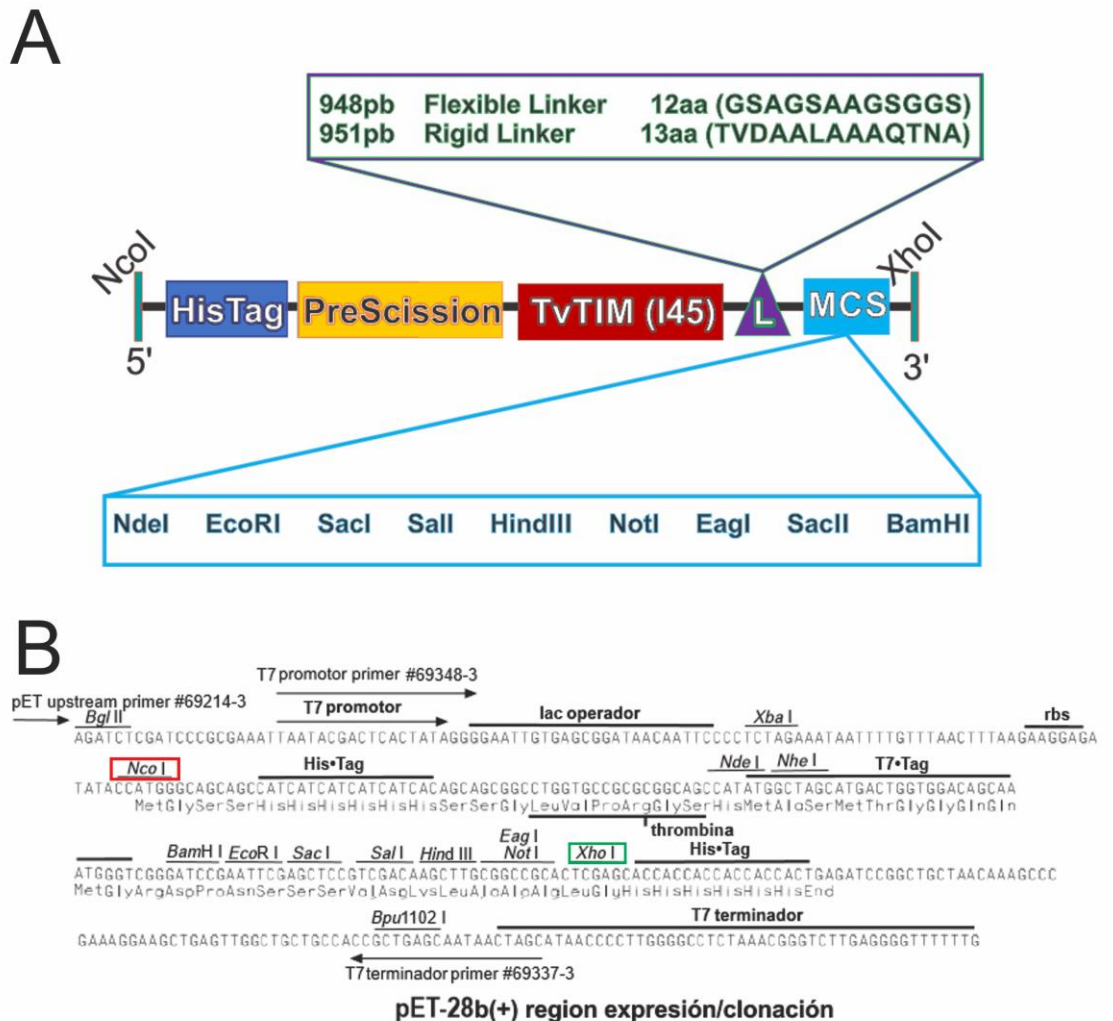 A
948pb Flexible Linker 12aa (GSAGSAAGSGGS)
951pb Rigid Linker 13aa (TVDAALAAAQTNA)
NcoI
XhoI
HisTag PreScission TvTIM (I45) L MCS
5' 3'
NdeI EcoRI SacI SalI HindIII NotI EagI SacII BamHI
B
T7 promotor primer #69348-3
pET upstream primer #69214-3
Bgl II T7 promotor lac operador Xba I rbs
AGATCTCGATCCCGCGAAATTAATACGACTCACTATAGGGGAATTGTGAGCGGATAACAATTCCCCTCTAGAAATAATTTTGTTTAACTTTAAGAAGGAGA
Nco I His•Tag Nde I Nhe I T7•Tag
TATACCATGGGCAGCAGCCATCATCATCATCATCACAGCAGCGGCCTGGTGCCGCGCGGCAGCCATATGGCTAGCATGACTGGTGGACAGCAA
MetGlySerSerHisHisHisHisHisHisSerSerGlyLeuValProArgGlySerHisMetAlaSerMetThrGlyGlyGlnGln
thrombina
Eag I
BamH I EcoR I Sac I Sal I Hind III Not I Xho I His•Tag
ATGGGTCGGGATCCGAATTCGAGCTCCGTCGACAAGCTTGCGGCCGCACTCGAGCACCACCACCACCACCACTGAGATCCGGCTGCTAACAAAGCCC
MetGlyArgAspProAsnSerSerSerValAspLysLeuAlaAlaAlaLeuGluHisHisHisHisHisHisEnd
Bpu1102 I T7 terminador
GAAAGGAAGCTGAGTTGGCTGCTGCCACCGCTGAGCAATAACTAGCATAACCCCTTGGGGCCTCTAAACGGGTCTTGAGGGGTTTTTTG
T7 terminador primer #69337-3
pET-28b(+) region expresión/clonación